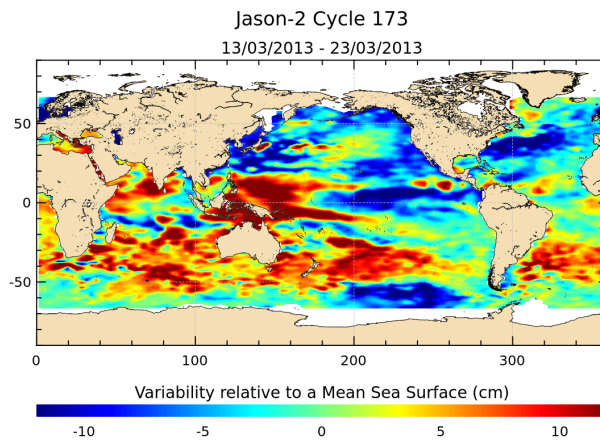 Jason-2 Cycle 173
13/03/2013 - 23/03/2013
50
0
-50
0 100 200 300
Variability relative to a Mean Sea Surface (cm)
-10 -5 0 5 10